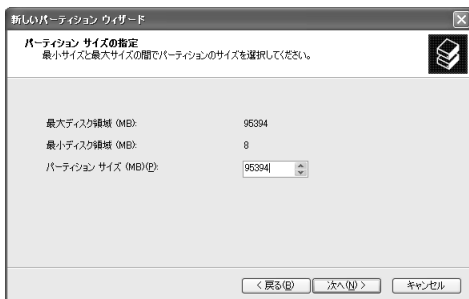 新しいパーティション ウィザード
パーティション サイズの指定
最小サイズと最大サイズの間でパーティションのサイズを選択してください。
最大ディスク領域 (MB): 95394
最小ディスク領域 (MB): 8
パーティション サイズ (MB)(P): 95394
< 戻る(B) 次へ(N) > キャンセル